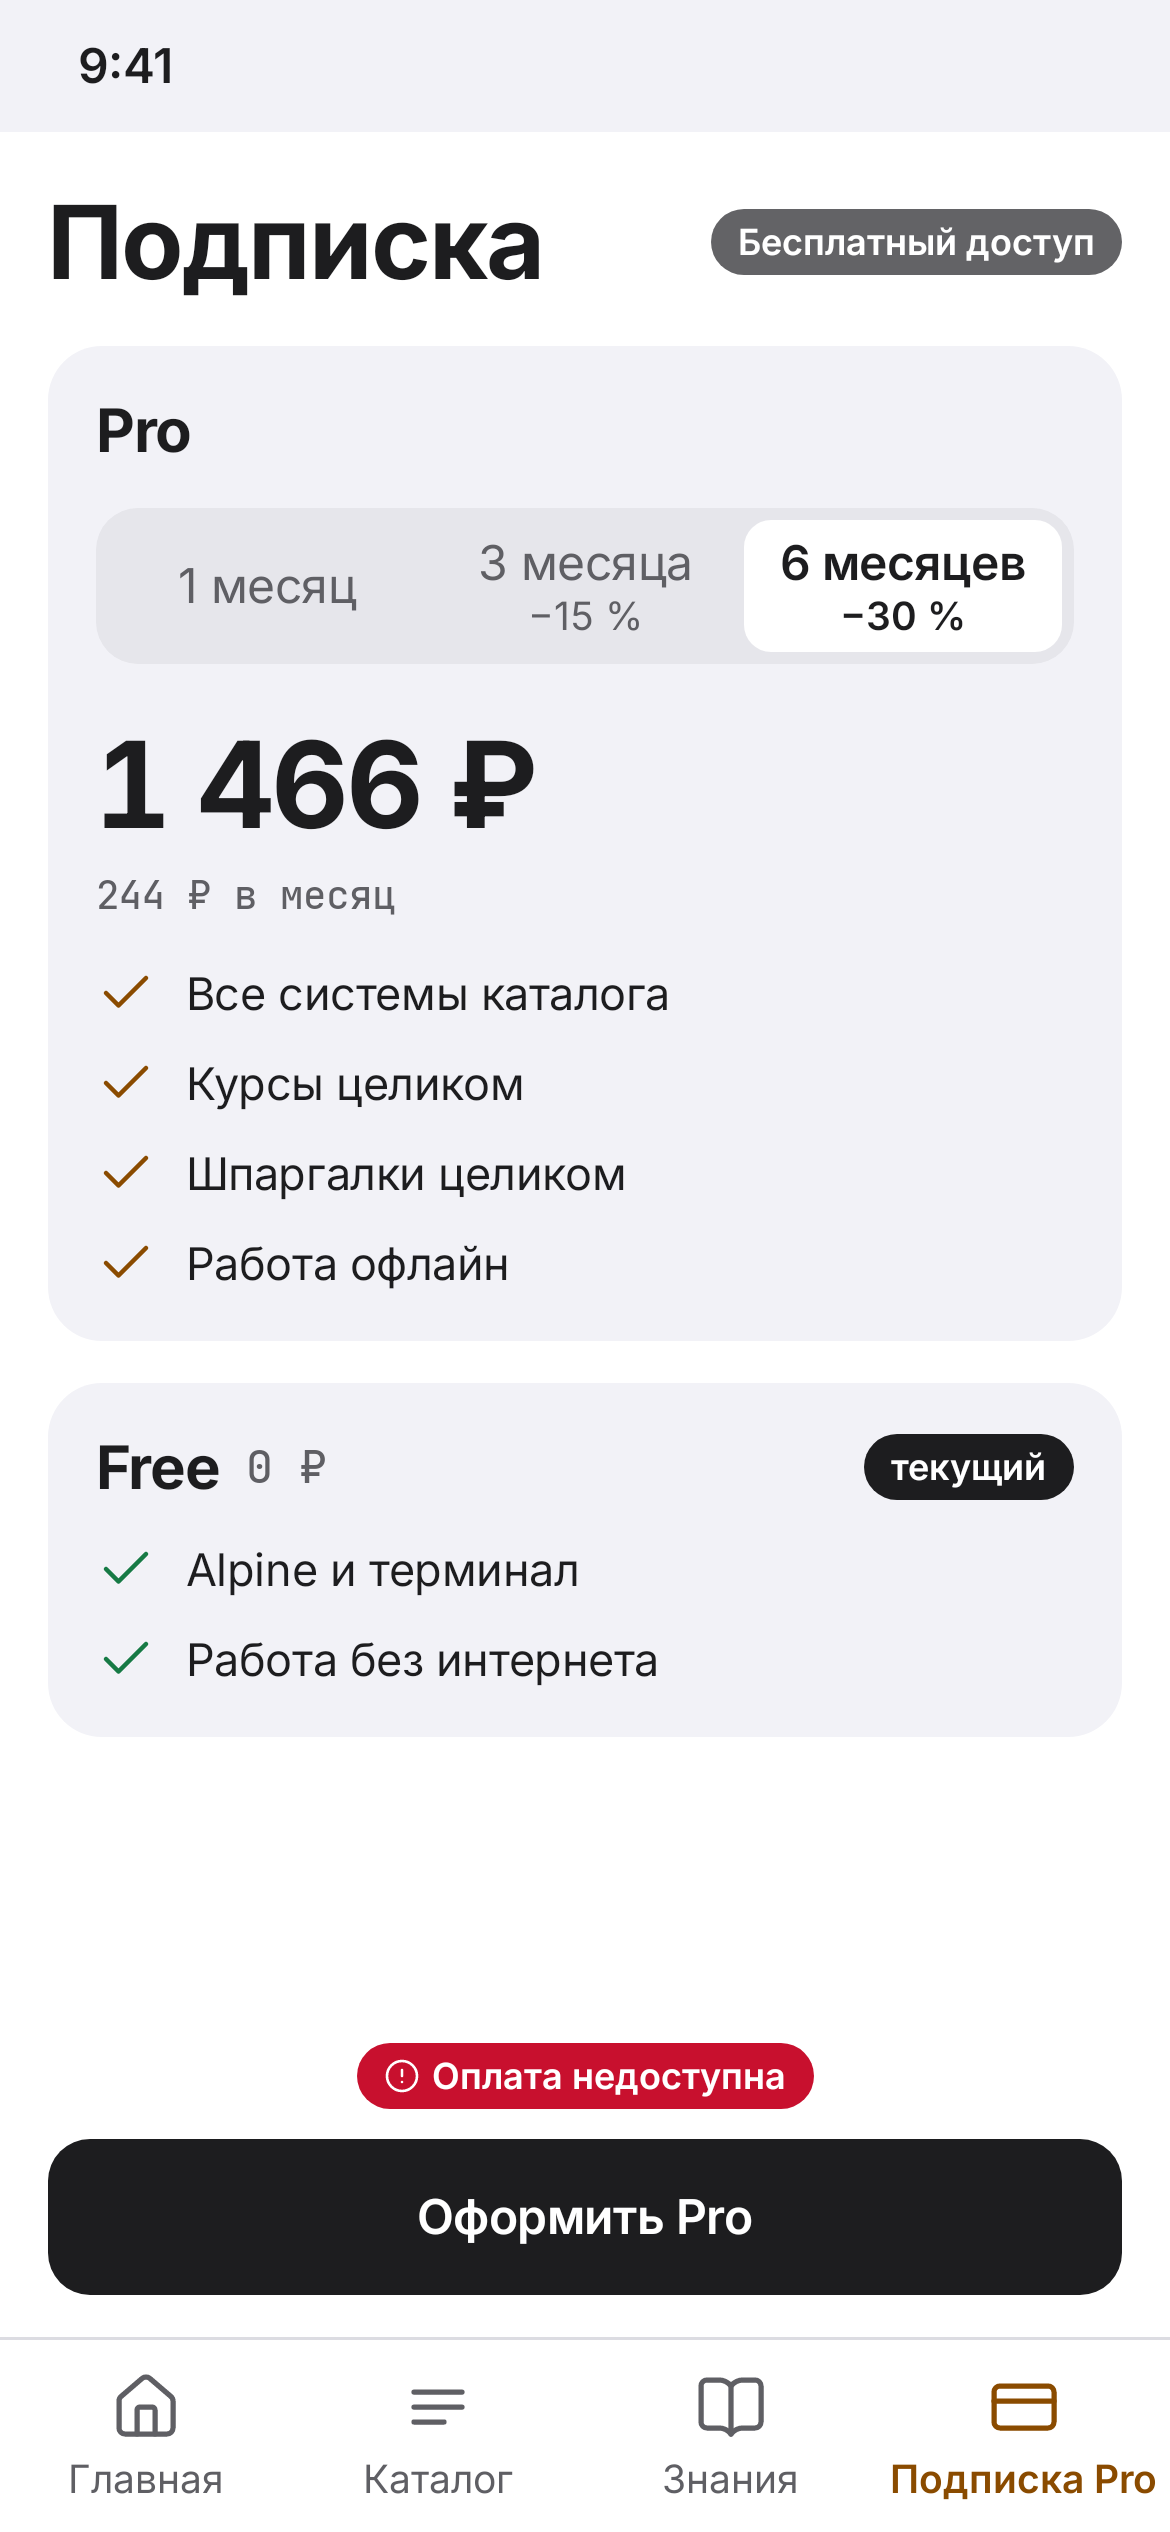 9:41
Подписка
Бесплатный доступ
Pro
1 месяц
3 месяца
−15 %
6 месяцев
−30 %
1 466 ₽
244 ₽ в месяц
Все системы каталога
Курсы целиком
Шпаргалки целиком
Работа офлайн
Free 0 ₽
текущий
Alpine и терминал
Работа без интернета
Оплата недоступна
Оформить Pro
Главная
Каталог
Знания
Подписка Pro